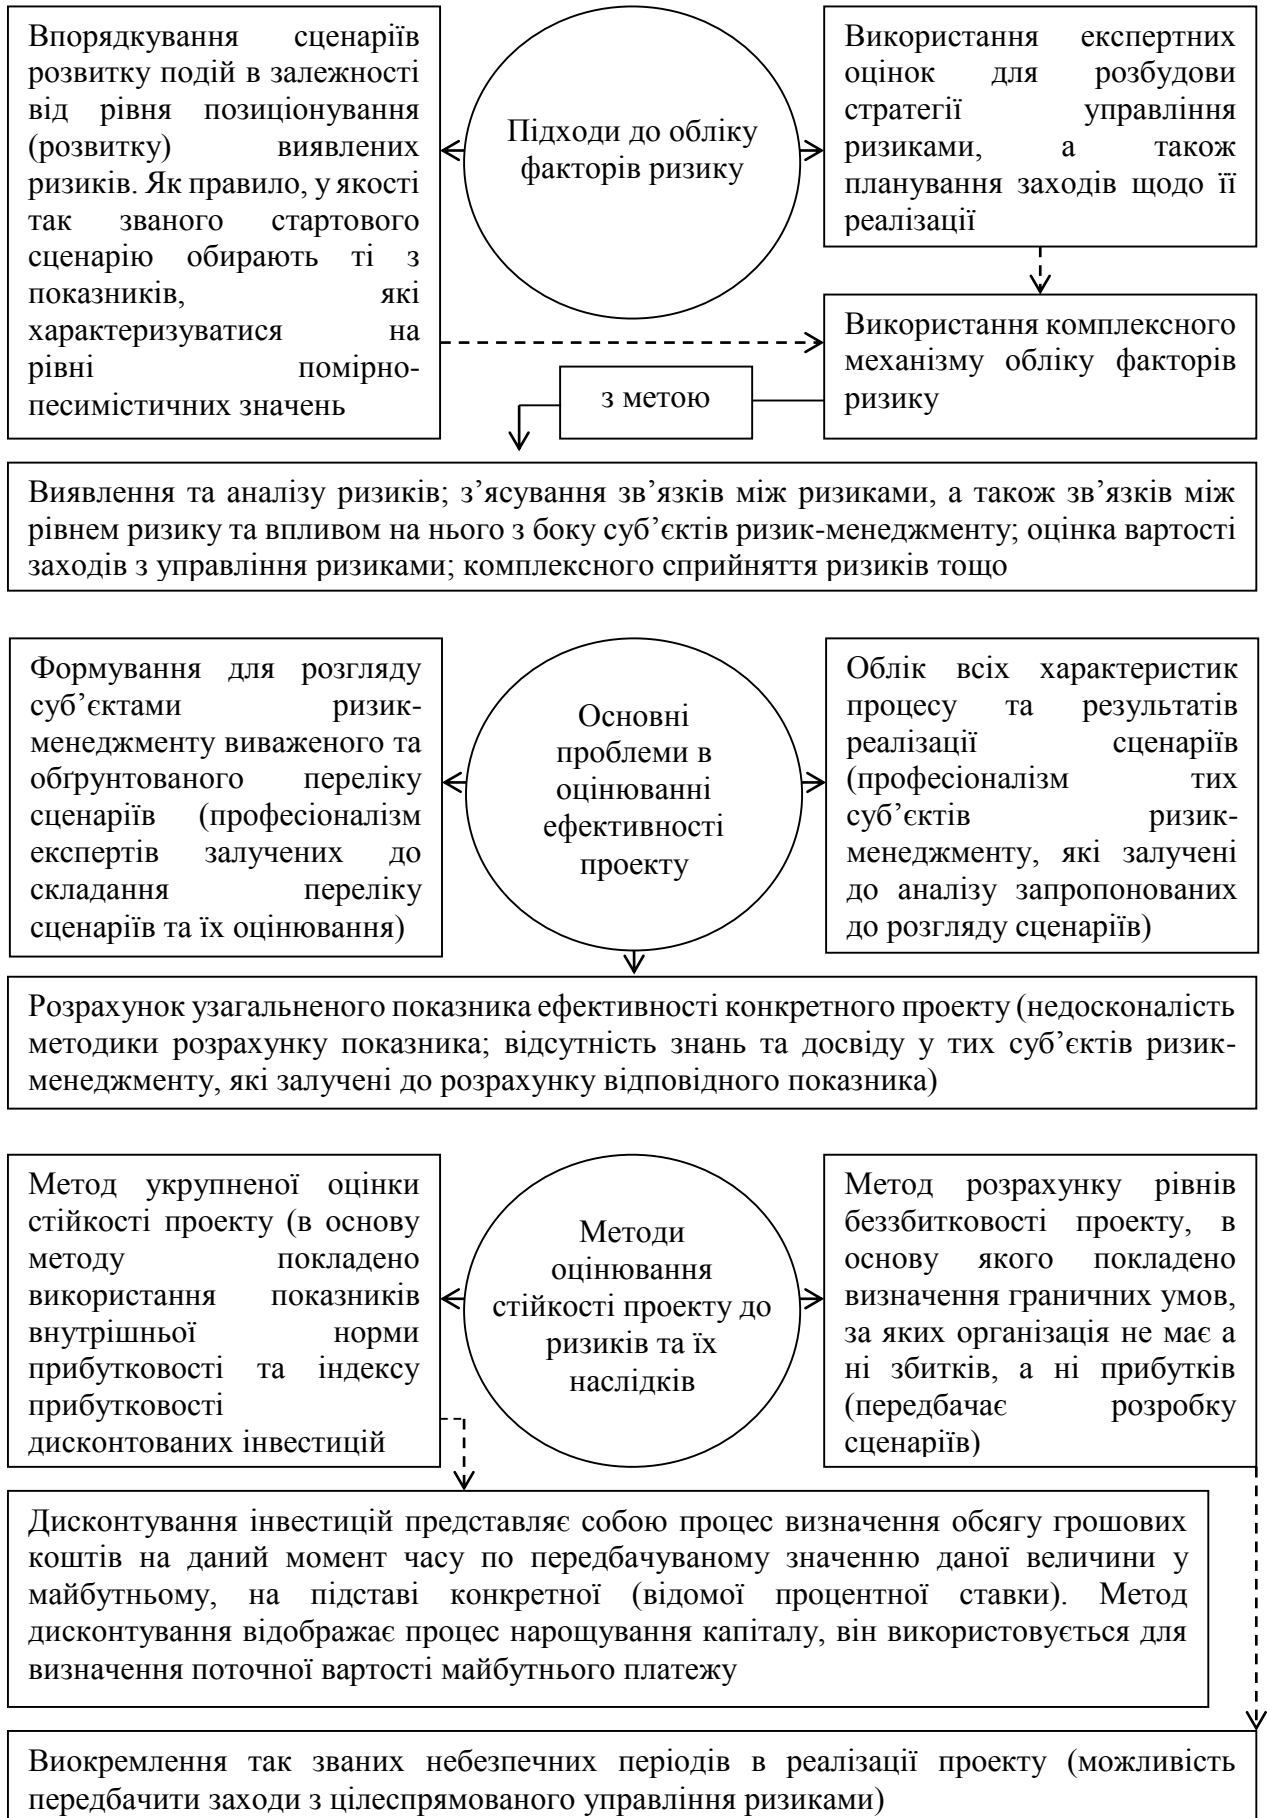 Впорядкування сценаріїв
розвитку подій в залежності
від рівня позиціонування
(розвитку) виявлених
ризиків. Як правило, у якості
так званого стартового
сценарію обирають ті з
показників, які
характеризуватися на
рівні помірно-
песимістичних значень
Підходи до обліку
факторів ризику
Використання експертних
оцінок для розбудови
стратегії управління
ризиками, а також
планування заходів щодо її
реалізації
Використання комплексного
механізму обліку факторів
ризику
з метою
Виявлення та аналізу ризиків; з’ясування зв’язків між ризиками, а також зв’язків між
рівнем ризику та впливом на нього з боку суб’єктів ризик-менеджменту; оцінка вартості
заходів з управління ризиками; комплексного сприйняття ризиків тощо
Формування для розгляду
суб’єктами ризик-
менеджменту виваженого та
обґрунтованого переліку
сценаріїв (професіоналізм
експертів залучених до
складання переліку
сценаріїв та їх оцінювання)
Основні
проблеми в
оцінюванні
ефективності
проекту
Облік всіх характеристик
процесу та результатів
реалізації сценаріїв
(професіоналізм тих
суб’єктів ризик-
менеджменту, які залучені
до аналізу запропонованих
до розгляду сценаріїв)
Розрахунок узагальненого показника ефективності конкретного проекту (недосконалість
методики розрахунку показника; відсутність знань та досвіду у тих суб’єктів ризик-
менеджменту, які залучені до розрахунку відповідного показника)
Метод укрупненої оцінки
стійкості проекту (в основу
методу покладено
використання показників
внутрішньої норми
прибутковості та індексу
прибутковості
дисконтованих інвестицій
Методи
оцінювання
стійкості проекту до
ризиків та їх
наслідків
Метод розрахунку рівнів
беззбитковості проекту, в
основу якого покладено
визначення граничних умов,
за яких організація не має а
ні збитків, а ні прибутків
(передбачає розробку
сценаріїв)
Дисконтування інвестицій представляє собою процес визначення обсягу грошових
коштів на даний момент часу по передбачуваному значенню даної величини у
майбутньому, на підставі конкретної (відомої процентної ставки). Метод
дисконтування відображає процес нарощування капіталу, він використовується для
визначення поточної вартості майбутнього платежу
Виокремлення так званих небезпечних періодів в реалізації проекту (можливість
передбачити заходи з цілеспрямованого управління ризиками)